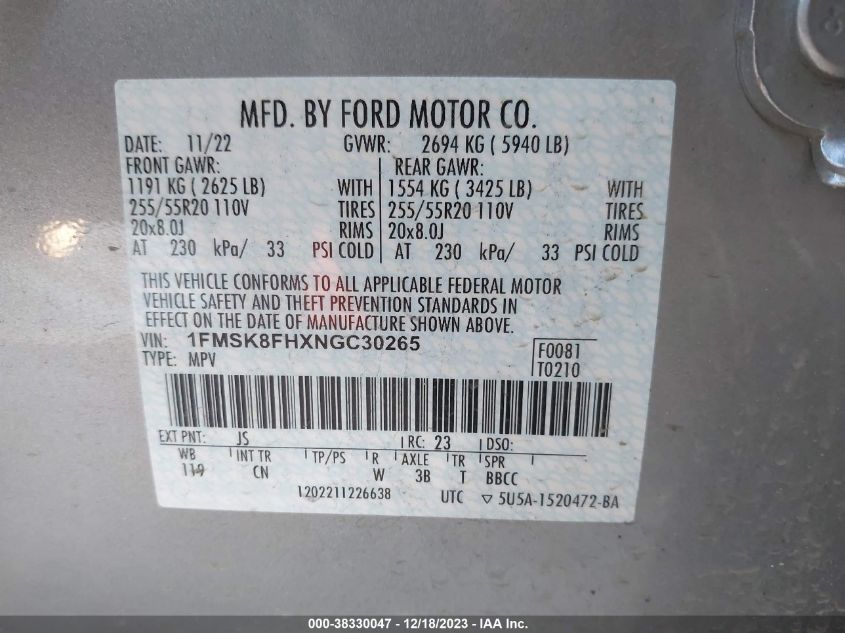 MFD. BY FORD MOTOR CO.
DATE: 11/22 GVWR: 2694 KG ( 5940 LB)
FRONT GAWR: REAR GAWR:
1191 KG ( 2625 LB) WITH 1554 KG ( 3425 LB) WITH
255/55R20 110V TIRES 255/55R20 110V TIRES
20x8.0J RIMS 20x8.0J RIMS
AT 230 kPa/ 33 PSI COLD AT 230 kPa/ 33 PSI COLD
THIS VEHICLE CONFORMS TO ALL APPLICABLE FEDERAL MOTOR
VEHICLE SAFETY AND THEFT PREVENTION STANDARDS IN
EFFECT ON THE DATE OF MANUFACTURE SHOWN ABOVE.
VIN: 1FMSK8FHXNGC30265 F0081
TYPE: MPV T0210
EXT PNT: JS RC: 23 DSO:
WB INT TR TP/PS R AXLE TR SPR
119 CN W 3B T BBCC
1202211226638 UTC ▽ 5U5A-1520472-BA
000-38330047 - 12/18/2023 - IAA Inc.